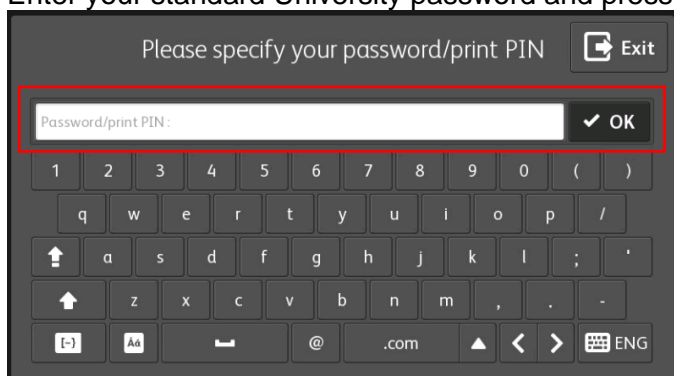 Enter your standard University password and press
Please specify your password/print PIN Exit
Password/print PIN : OK
1 2 3 4 5 6 7 8 9 0 ( )
q w e r t y u i o p /
a s d f g h j k l ; '
z x c v b n m , . -
[~} Áá @ .com ENG